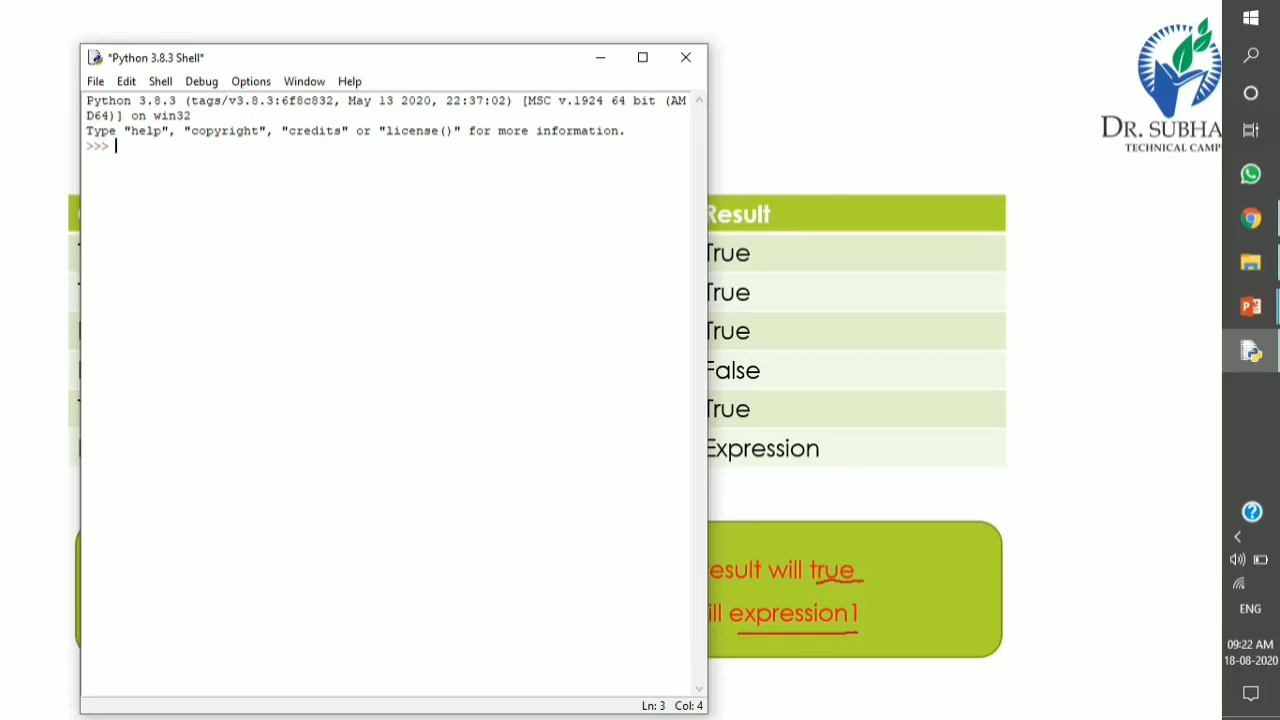 *Python 3.8.3 Shell*
File Edit Shell Debug Options Window Help
Python 3.8.3 (tags/v3.8.3:6f8c832, May 13 2020, 22:37:02) [MSC v.1924 64 bit (AM
D64)] on win32
Type "help", "copyright", "credits" or "license()" for more information.
>>>
Ln: 3 Col: 4
DR. SUBHA
TECHNICAL CAMP
Result
True
True
True
False
True
Expression
esult will true
ill expression1
ENG
09:22 AM
18-08-2020